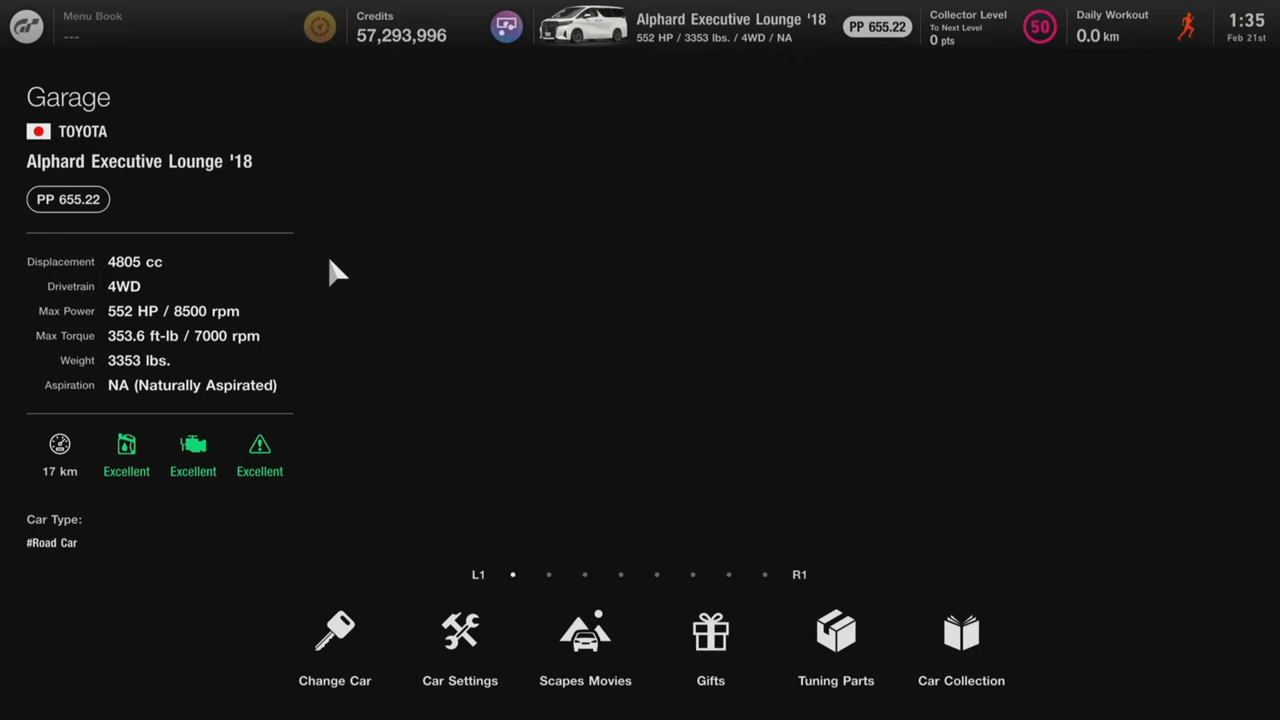 Menu Book
---
Credits
57,293,996
Alphard Executive Lounge '18
552 HP / 3353 lbs. / 4WD / NA
PP 655.22
Collector Level
To Next Level
0 pts
50
Daily Workout
0.0 km
1:35
Feb 21st
Garage
TOYOTA
Alphard Executive Lounge '18
PP 655.22
Displacement 4805 cc
Drivetrain 4WD
Max Power 552 HP / 8500 rpm
Max Torque 353.6 ft-lb / 7000 rpm
Weight 3353 lbs.
Aspiration NA (Naturally Aspirated)
17 km Excellent Excellent Excellent
Car Type:
#Road Car
L1 R1
Change Car Car Settings Scapes Movies Gifts Tuning Parts Car Collection